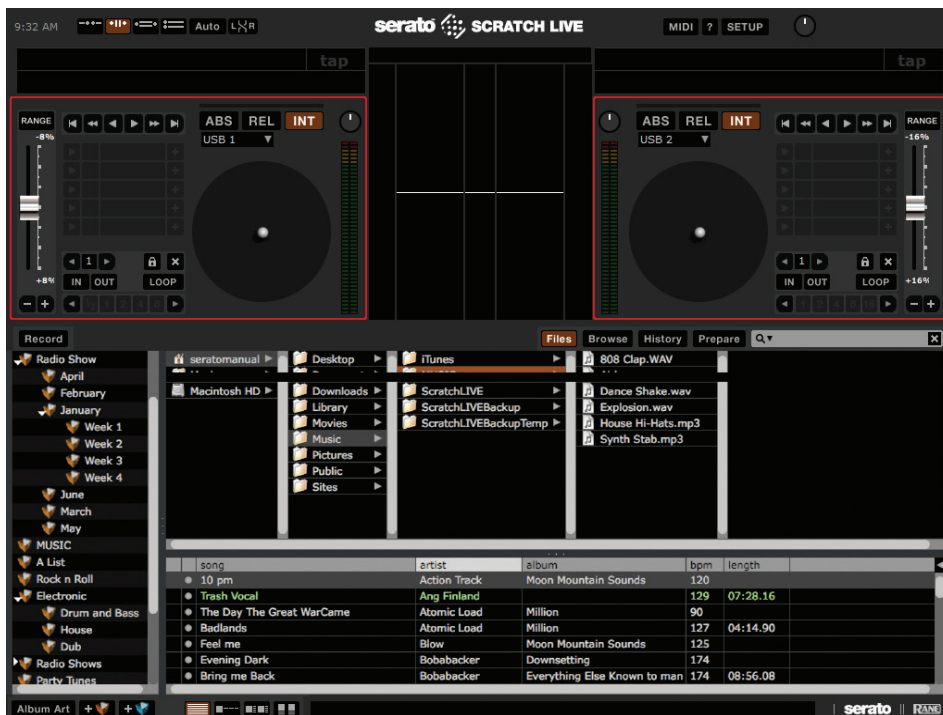 9:32 AM Auto L R serato SCRATCH LIVE MIDI ? SETUP
tap tap
RANGE ABS REL INT ABS REL INT RANGE
-8% USB 1 USB 2 -16%
1 1
+8% IN OUT LOOP IN OUT LOOP +16%
Record Files Browse History Prepare
Radio Show
April
February
January
Week 1
Week 2
Week 3
Week 4
June
March
May
MUSIC
A List
Rock n Roll
Electronic
Drum and Bass
House
Dub
Radio Shows
Party Tunes
seratomanual
Macintosh HD
Desktop
Downloads
Library
Movies
Music
Pictures
Public
Sites
iTunes
ScratchLIVE
ScratchLIVEBackup
ScratchLIVEBackupTemp
808 Clap.WAV
Dance Shake.wav
Explosion.wav
House Hi-Hats.mp3
Synth Stab.mp3
song artist album bpm length
10 pm Action Track Moon Mountain Sounds 120
Trash Vocal Ang Finland 129 07:28.16
The Day The Great WarCame Atomic Load Million 90
Badlands Atomic Load Million 127 04:14.90
Feel me Blow Moon Mountain Sounds 125
Evening Dark Bobabacker Downsetting 174
Bring me Back Bobabacker Everything Else Known to man 174 08:56.08
Album Art serato RANE